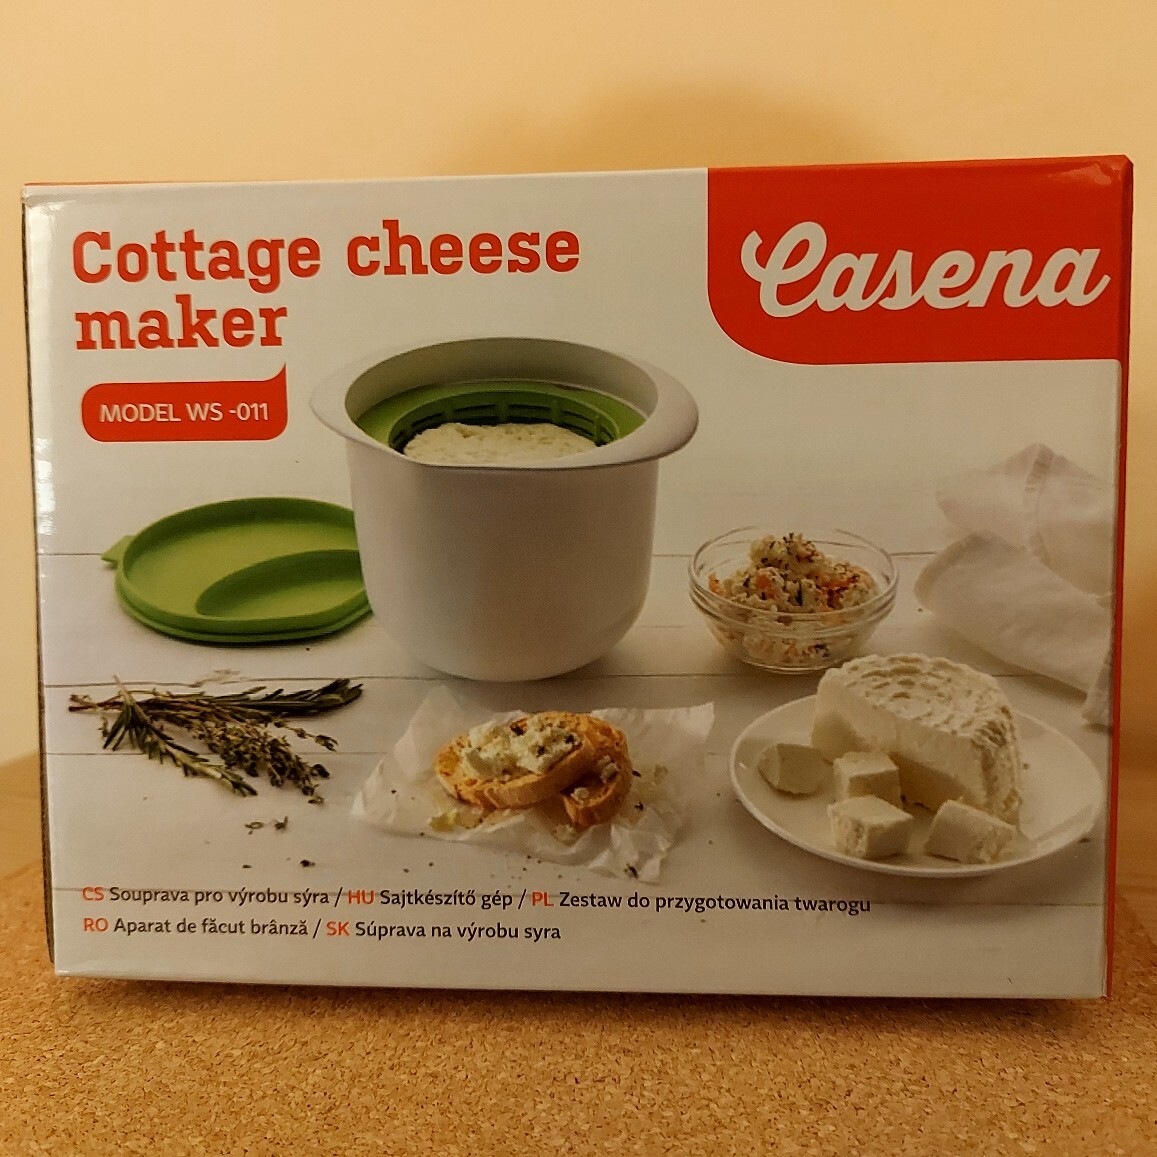 Cottage cheese
maker
Casena
MODEL WS -011
CS Souprava pro výrobu sýra / HU Sajtkészítő gép / PL Zestaw do przygotowania twarogu
RO Aparat de făcut brânză / SK Súprava na výrobu syra